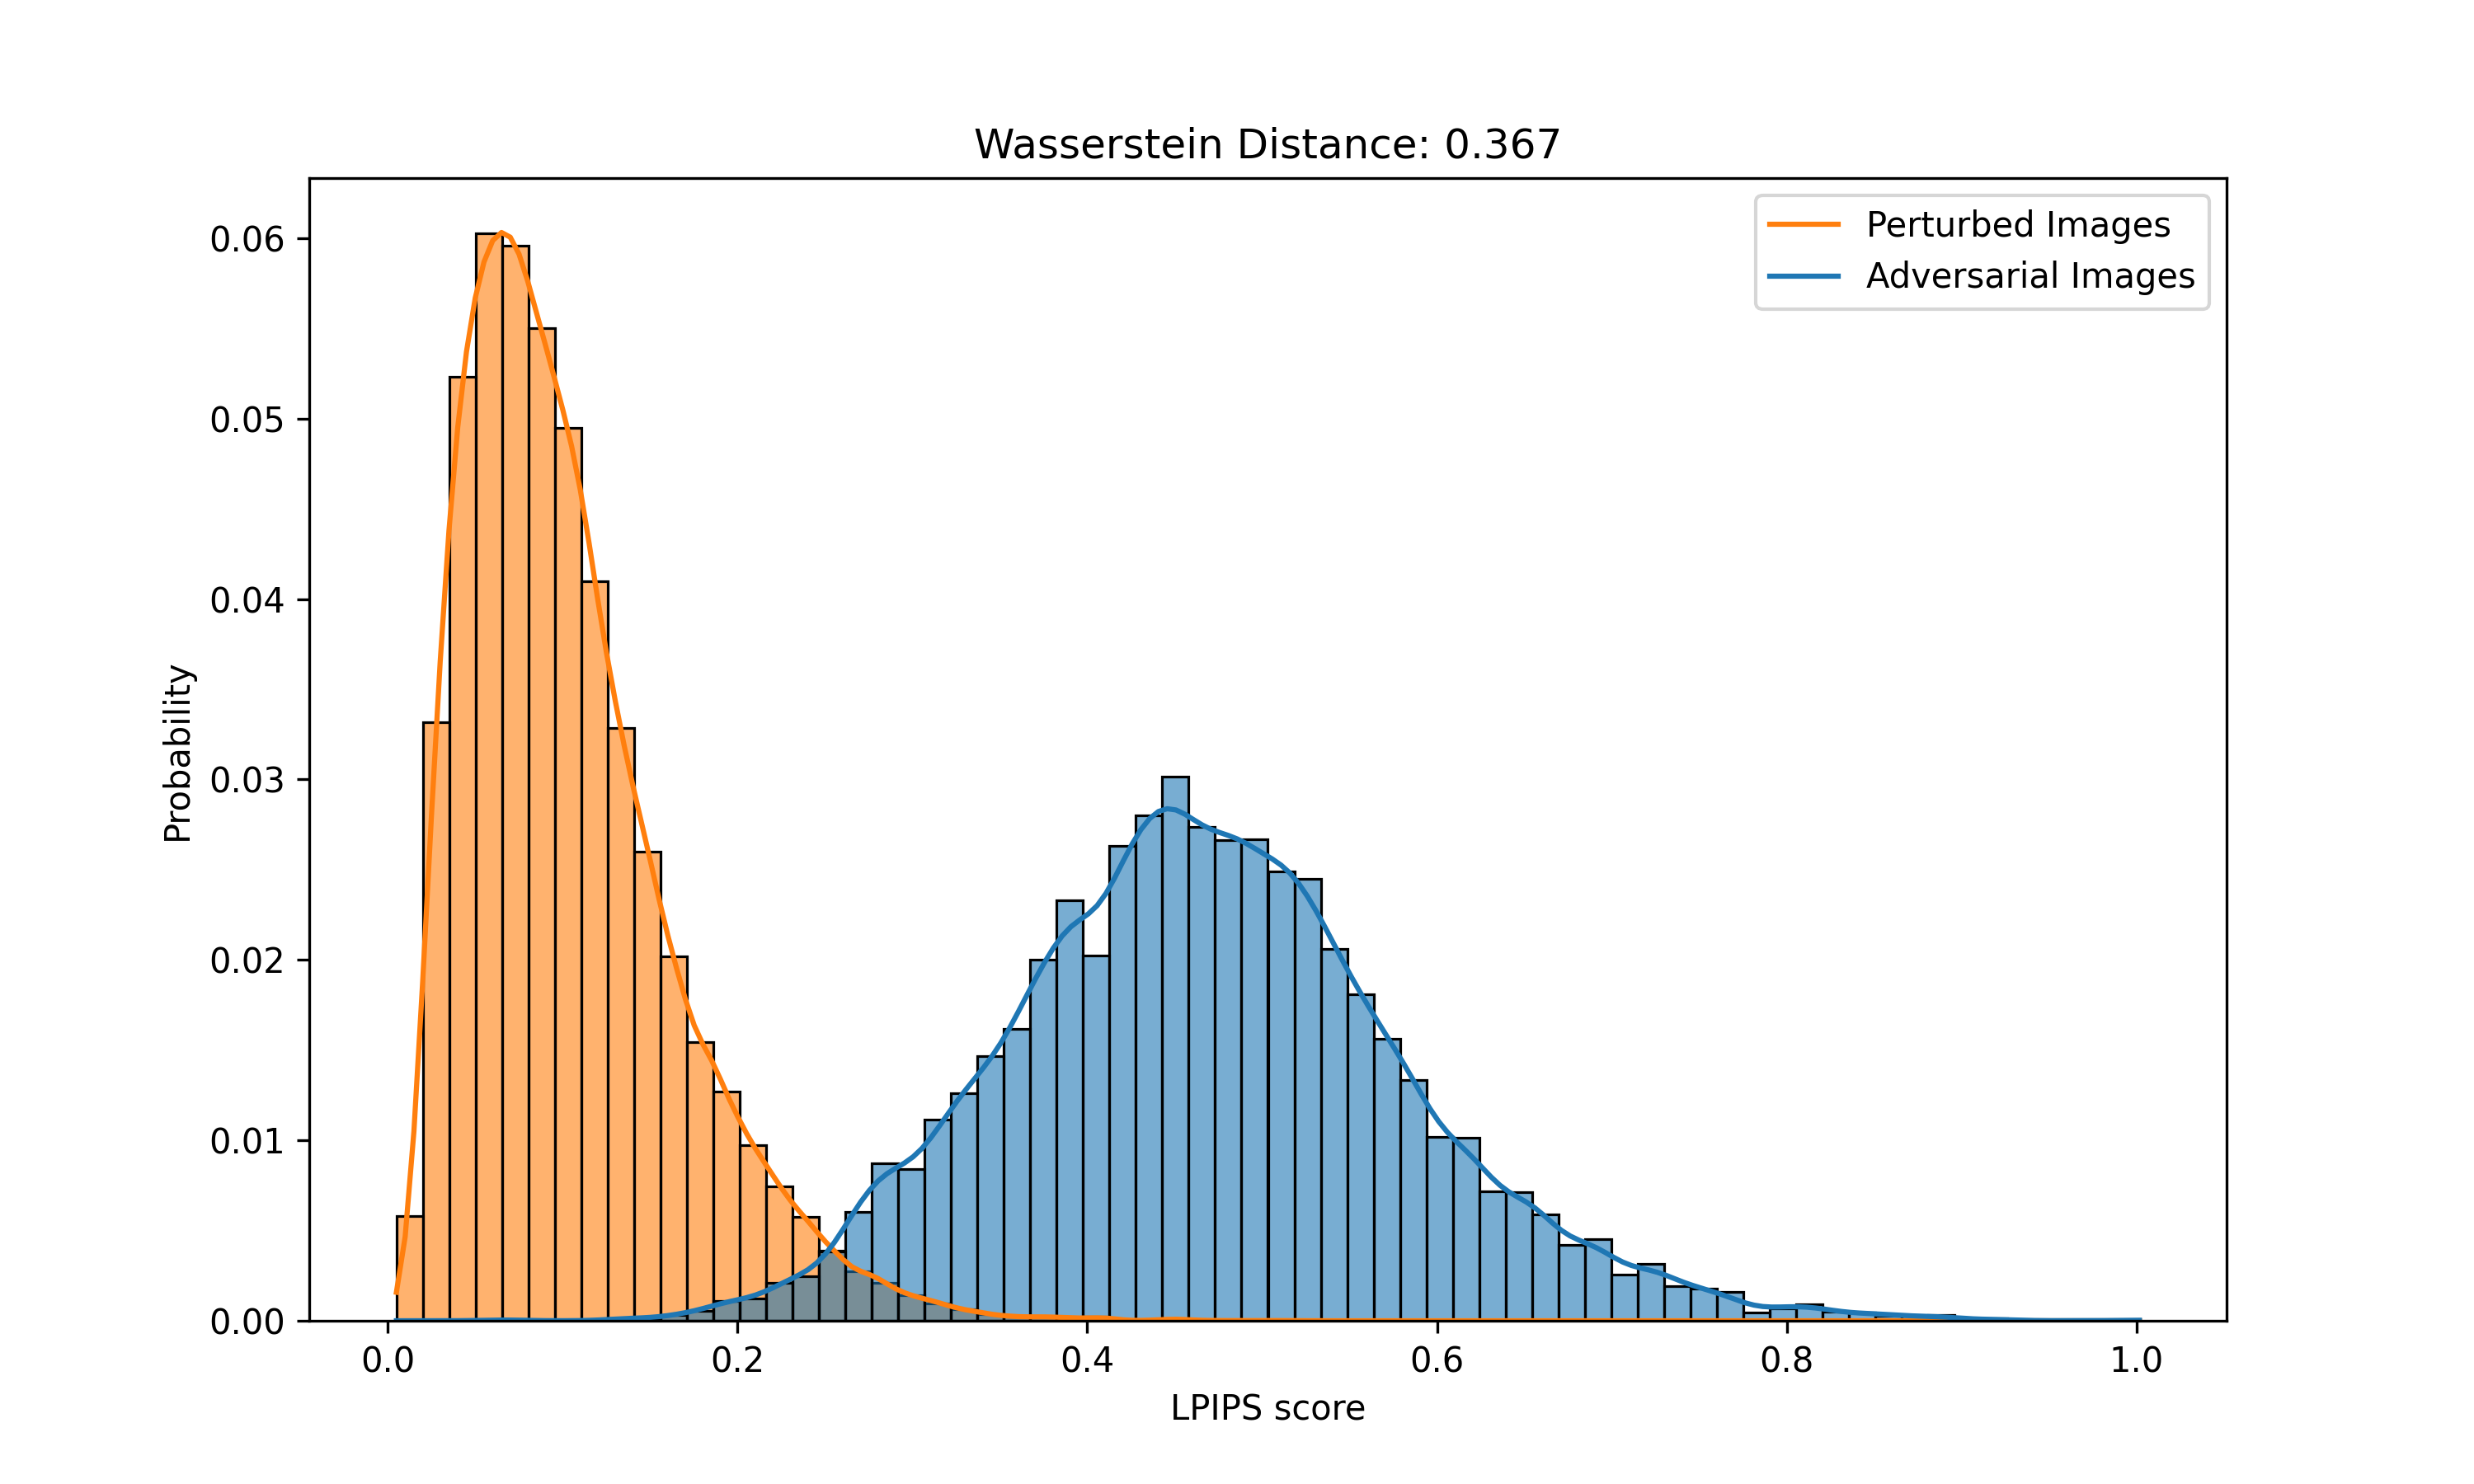 Wasserstein Distance: 0.367
Perturbed Images
Adversarial Images
Probability
0.06
0.05
0.04
0.03
0.02
0.01
0.00
0.0 0.2 0.4 0.6 0.8 1.0
LPIPS score